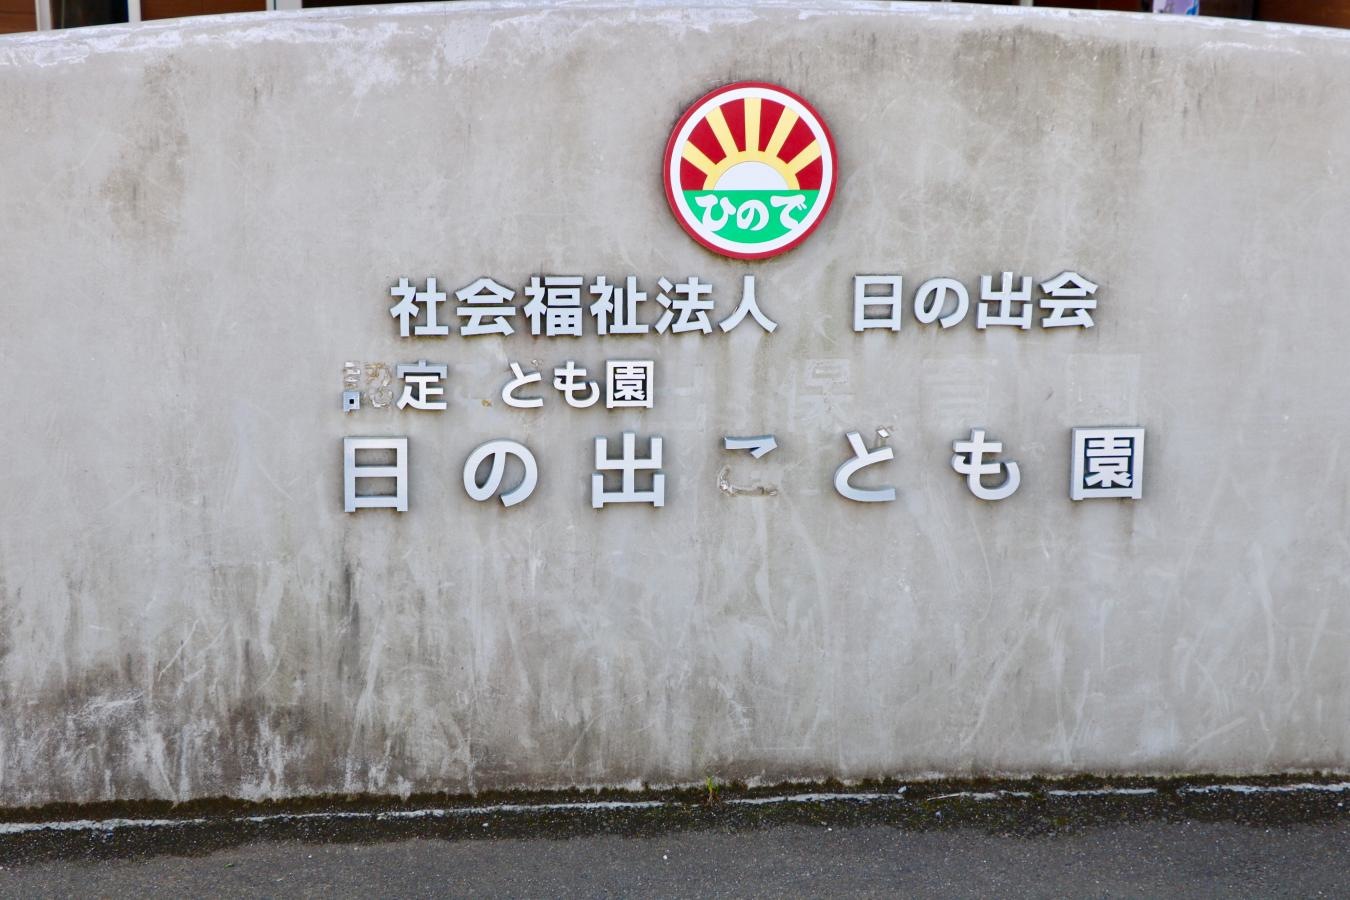 ひので
社会福祉法人　日の出会
認定 ども園
日の出こども園